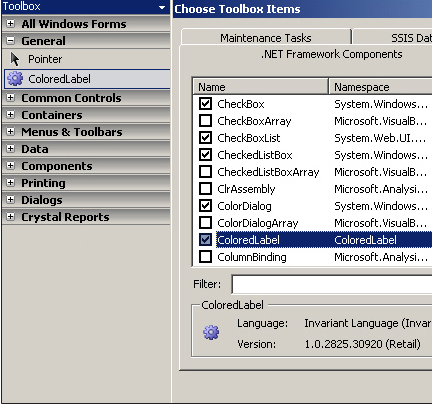 Toolbox
All Windows Forms
General
Pointer
ColoredLabel
Common Controls
Containers
Menus & Toolbars
Data
Components
Printing
Dialogs
Crystal Reports
Choose Toolbox Items
Maintenance Tasks
SSIS Dat
.NET Framework Components
Name Namespace
CheckBox System.Windows...
CheckBoxArray Microsoft.VisualB...
CheckBoxList System.Web.UI....
CheckedListBox System.Windows...
CheckedListBoxArray Microsoft.VisualB...
ClrAssembly Microsoft.Analysi...
ColorDialog System.Windows...
ColorDialogArray Microsoft.VisualB...
ColoredLabel ColoredLabel
ColumnBinding Microsoft.Analysi...
Filter:
ColoredLabel
Language: Invariant Language (Invar
Version: 1.0.2825.30920 (Retail)